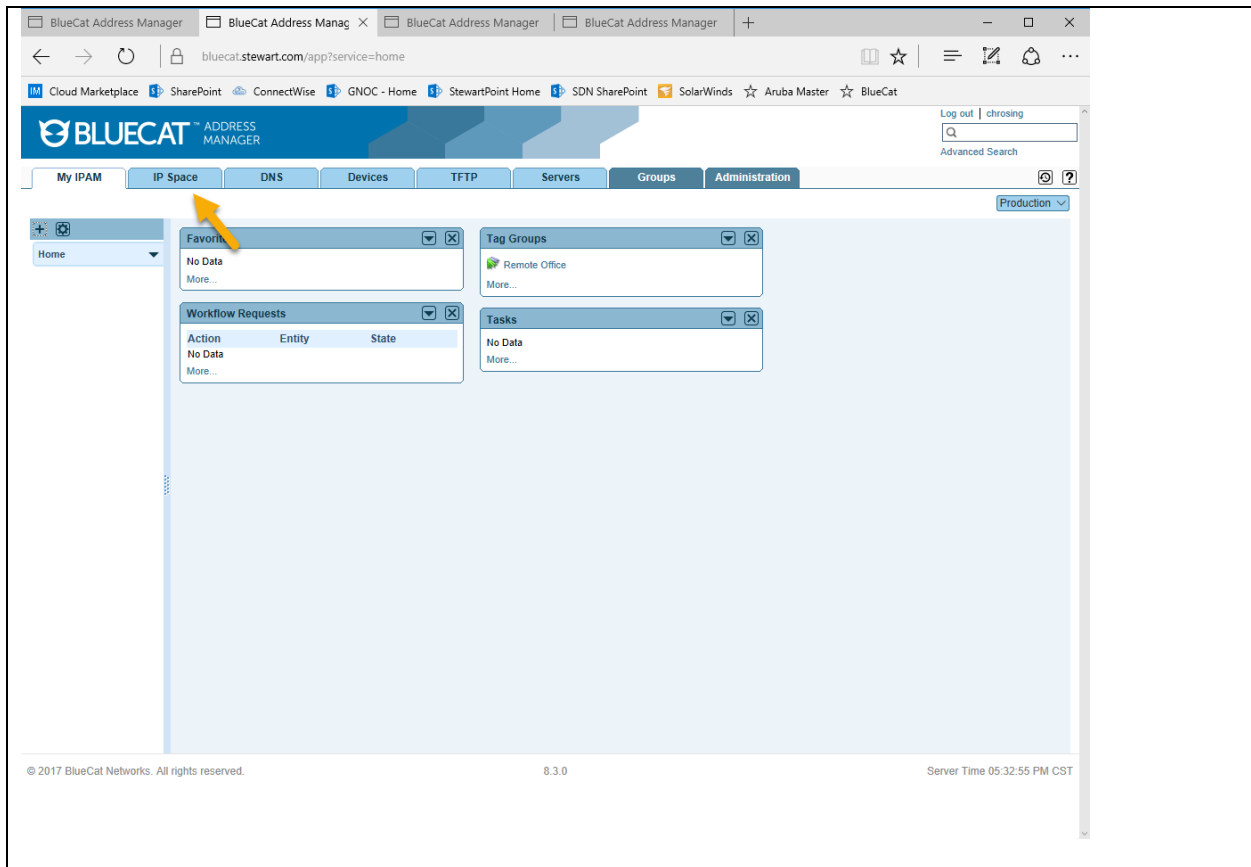 BlueCat Address Manager BlueCat Address Manag BlueCat Address Manager BlueCat Address Manager
bluecat.stewart.com/app?service=home
IM Cloud Marketplace SharePoint ConnectWise GNOC - Home StewartPoint Home SDN SharePoint SolarWinds Aruba Master BlueCat
Log out | chrosing
BLUECAT™ ADDRESS MANAGER
Advanced Search
My IPAM IP Space DNS Devices TFTP Servers Groups Administration
Production
Home
Tag Groups
No Data
Remote Office
More...
More...
Workflow Requests
Tasks
Action Entity State
No Data
No Data
More...
More...
© 2017 BlueCat Networks. All rights reserved. 8.3.0 Server Time 05:32:55 PM CST